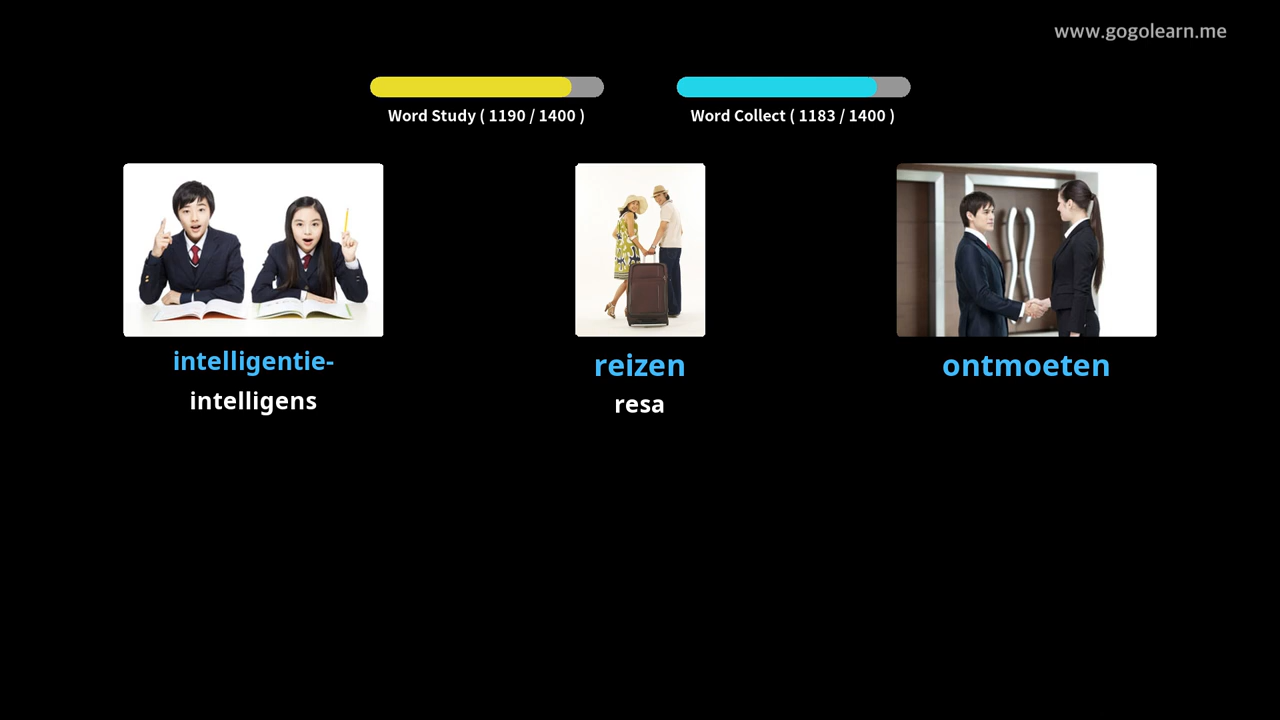 www.gogolearn.me
Word Study ( 1190 / 1400 )
Word Collect ( 1183 / 1400 )
intelligentie-
intelligens
reizen
resa
ontmoeten